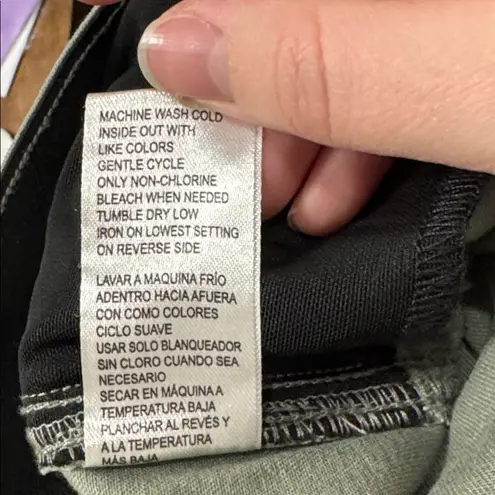 MACHINE WASH COLD
INSIDE OUT WITH
LIKE COLORS
GENTLE CYCLE
ONLY NON-CHLORINE
BLEACH WHEN NEEDED
TUMBLE DRY LOW
IRON ON LOWEST SETTING
ON REVERSE SIDE
LAVAR A MAQUINA FRÍO
ADENTRO HACIA AFUERA
CON COMO COLORES
CICLO SUAVE
USAR SOLO BLANQUEADOR
SIN CLORO CUANDO SEA
NECESARIO
SECAR EN MÁQUINA A
TEMPERATURA BAJA
PLANCHAR AL REVÉS Y
A LA TEMPERATURA
MÁS BAJA